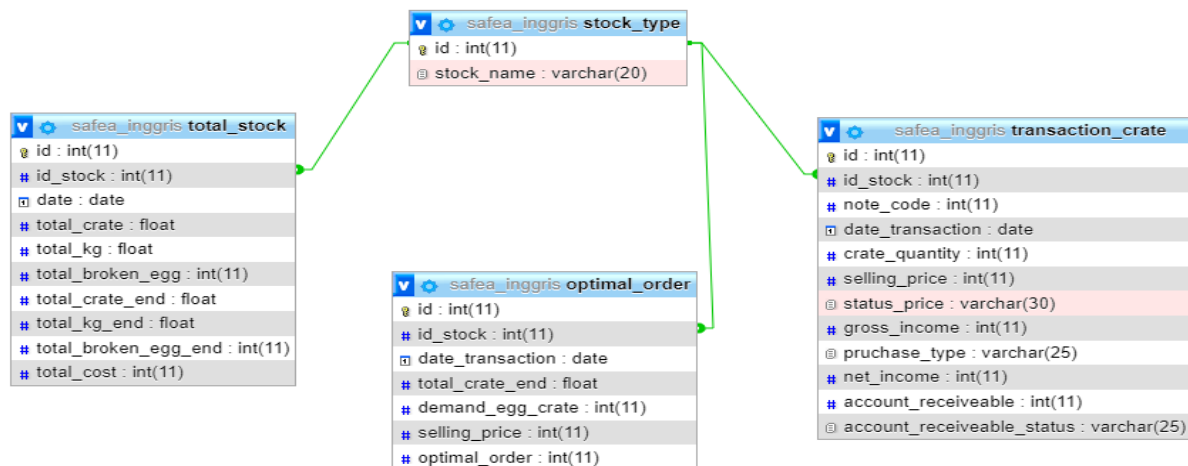 safea_inggris stock_type
id : int(11)
stock_name : varchar(20)
safea_inggris total_stock
id : int(11)
id_stock : int(11)
date : date
total_crate : float
total_kg : float
total_broken_egg : int(11)
total_crate_end : float
total_kg_end : float
total_broken_egg_end : int(11)
total_cost : int(11)
safea_inggris optimal_order
id : int(11)
id_stock : int(11)
date_transaction : date
total_crate_end : float
demand_egg_crate : int(11)
selling_price : int(11)
optimal_order : int(11)
safea_inggris transaction_crate
id : int(11)
id_stock : int(11)
note_code : int(11)
date_transaction : date
crate_quantity : int(11)
selling_price : int(11)
status_price : varchar(30)
gross_income : int(11)
pruchase_type : varchar(25)
net_income : int(11)
account_receiveable : int(11)
account_receiveable_status : varchar(25)